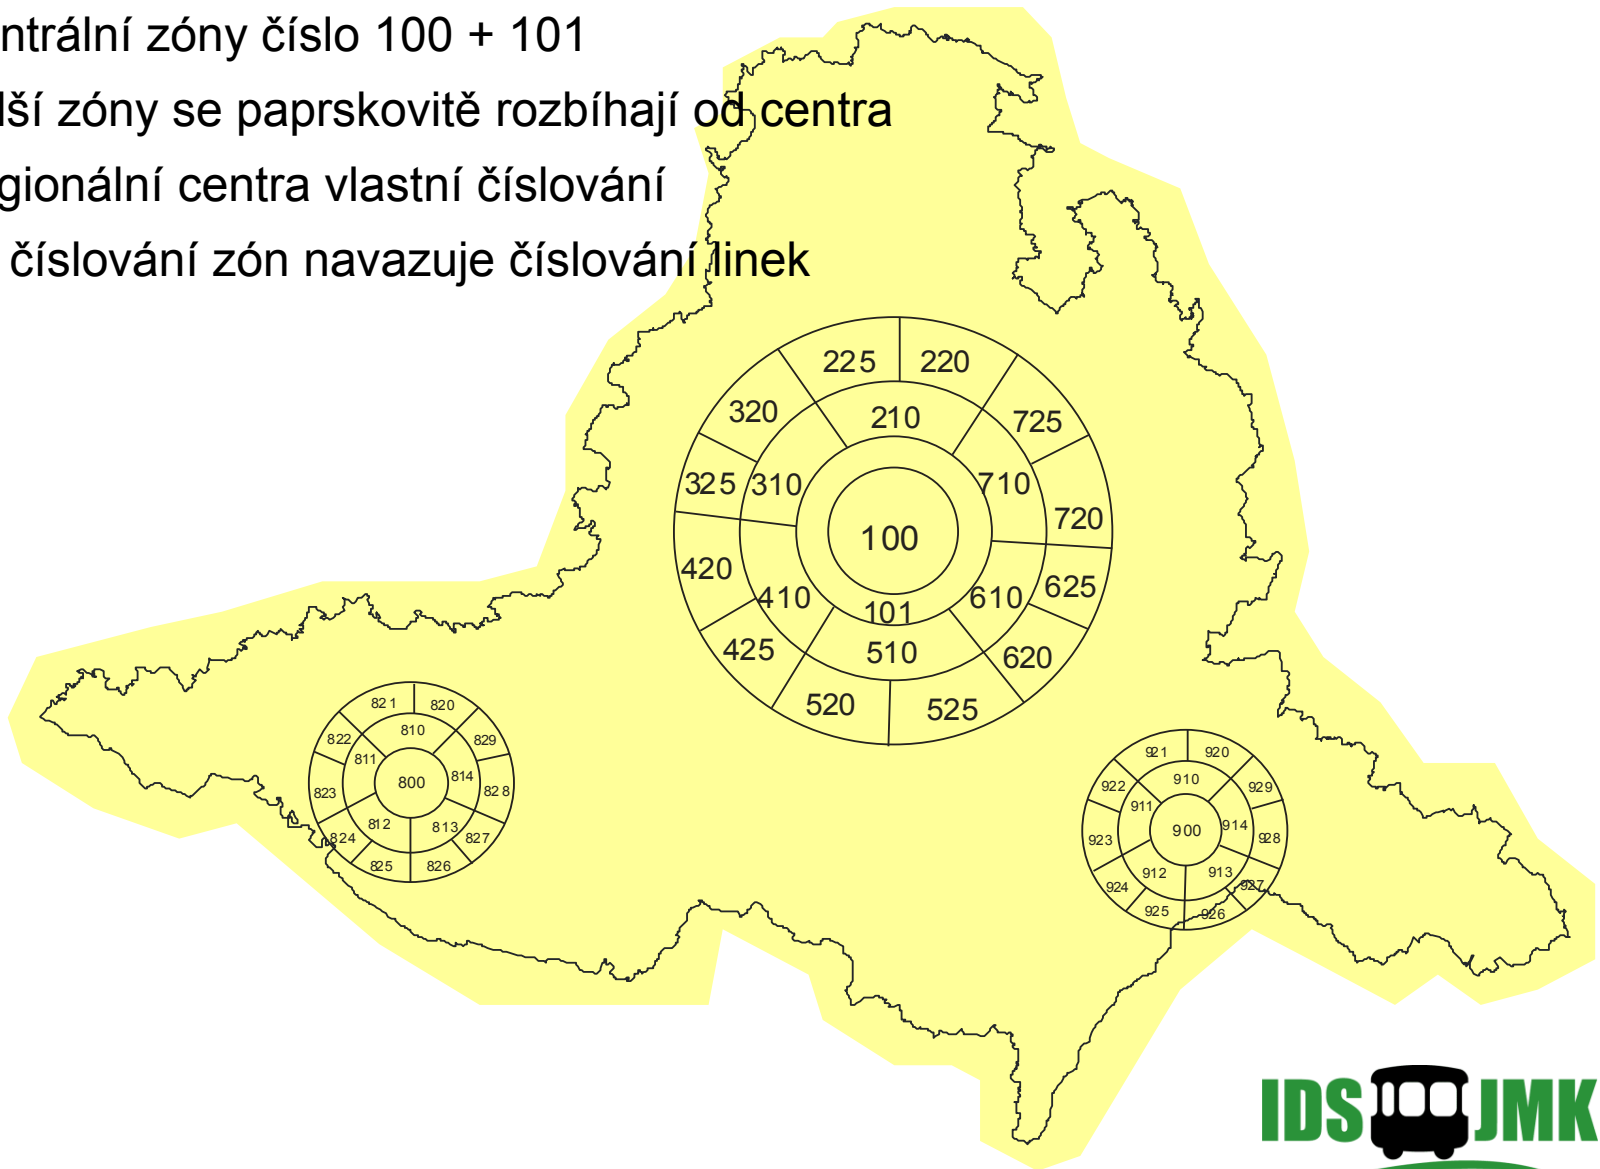 ntrální zóny číslo 100 + 101
lší zóny se paprskovitě rozbíhají od centra
gionální centra vlastní číslování
číslování zón navazuje číslování linek
225 220
320 210 725
325 310 710
100 720
420 410 101 610 625
425 510 620
520 525
821 820
822 810 829
811 814
823 800 828
812 813
824 827
825 826
921 920
922 910 929
911 914
923 900 928
912 913
924 927
925 926
IDS JMK